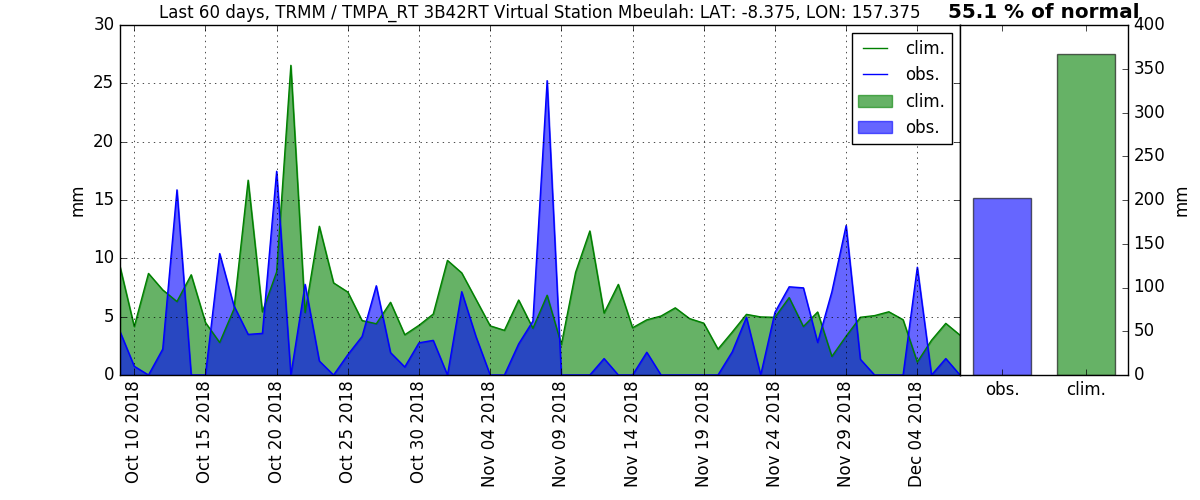 Last 60 days, TRMM / TMPA_RT 3B42RT Virtual Station Mbeulah: LAT: -8.375, LON: 157.375
55.1 % of normal
30
25
20
15
10
5
0
mm
clim.
obs.
clim.
obs.
400
350
300
250
200
150
100
50
0
mm
Oct 10 2018
Oct 15 2018
Oct 20 2018
Oct 25 2018
Oct 30 2018
Nov 04 2018
Nov 09 2018
Nov 14 2018
Nov 19 2018
Nov 24 2018
Nov 29 2018
Dec 04 2018
obs.
clim.